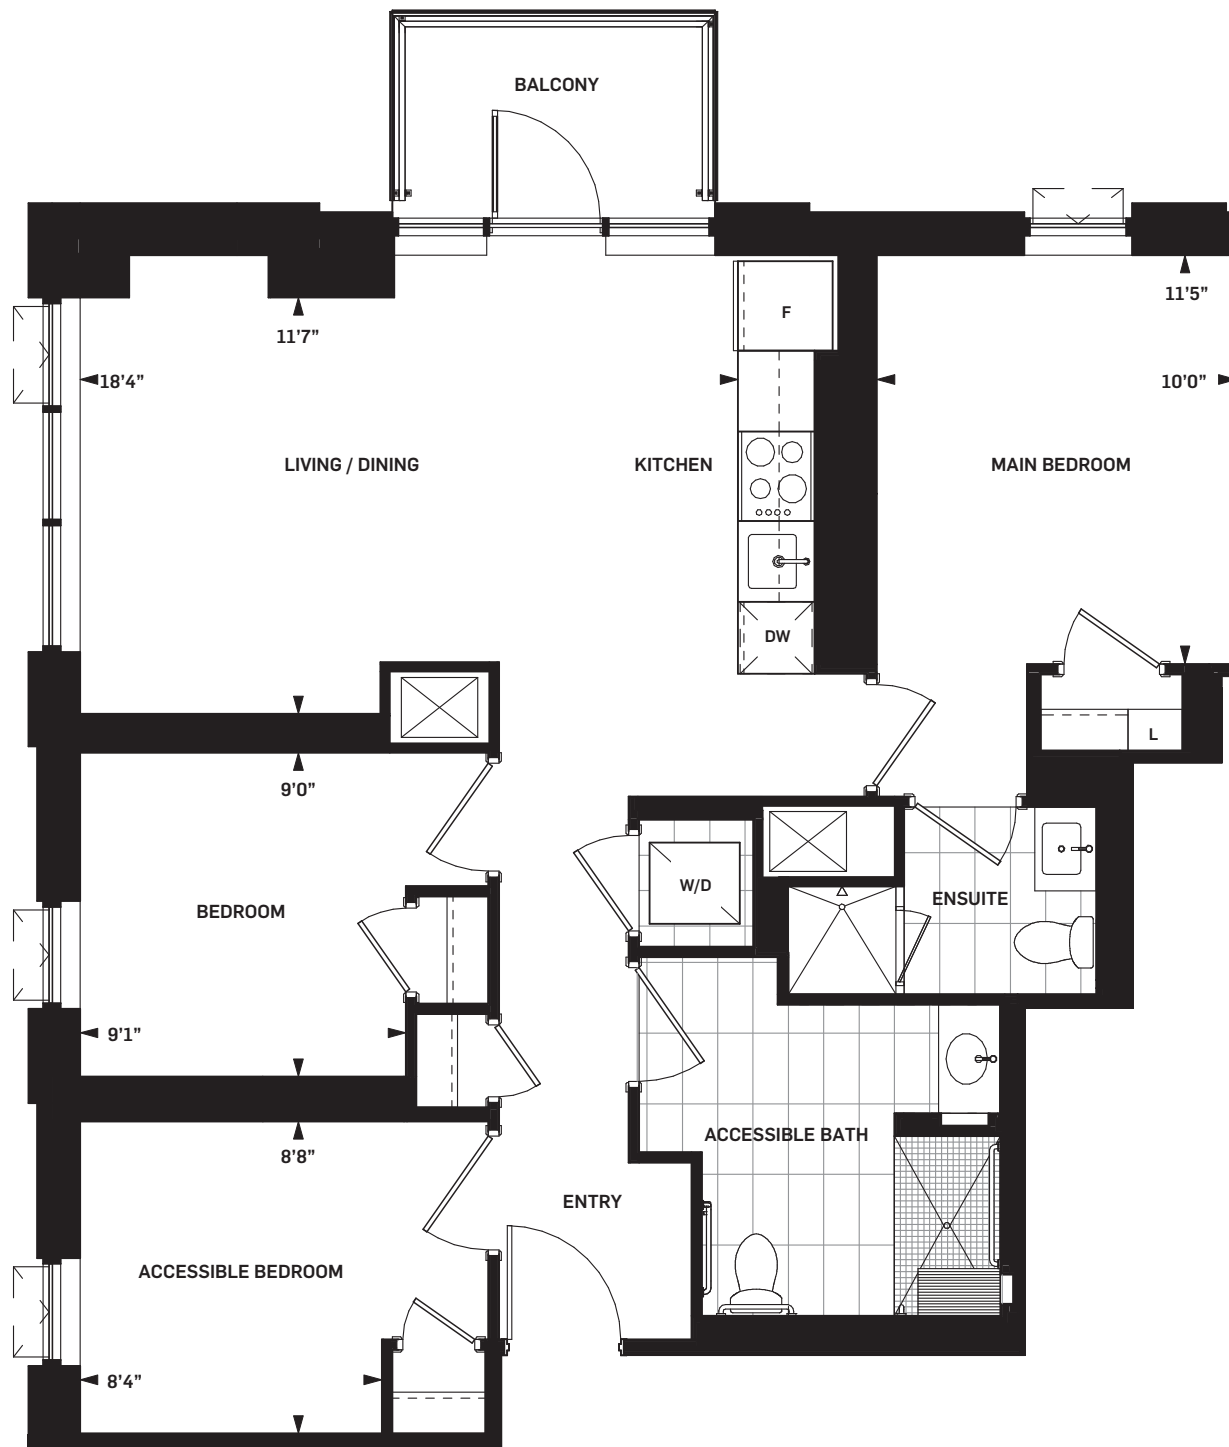 BALCONY
11’7”
F
11’5”
18’4”
10’0”
LIVING / DINING
KITCHEN
MAIN BEDROOM
DW
L
9’0”
W/D
ENSUITE
BEDROOM
9’1”
ACCESSIBLE BATH
8’8”
ENTRY
ACCESSIBLE BEDROOM
8’4”